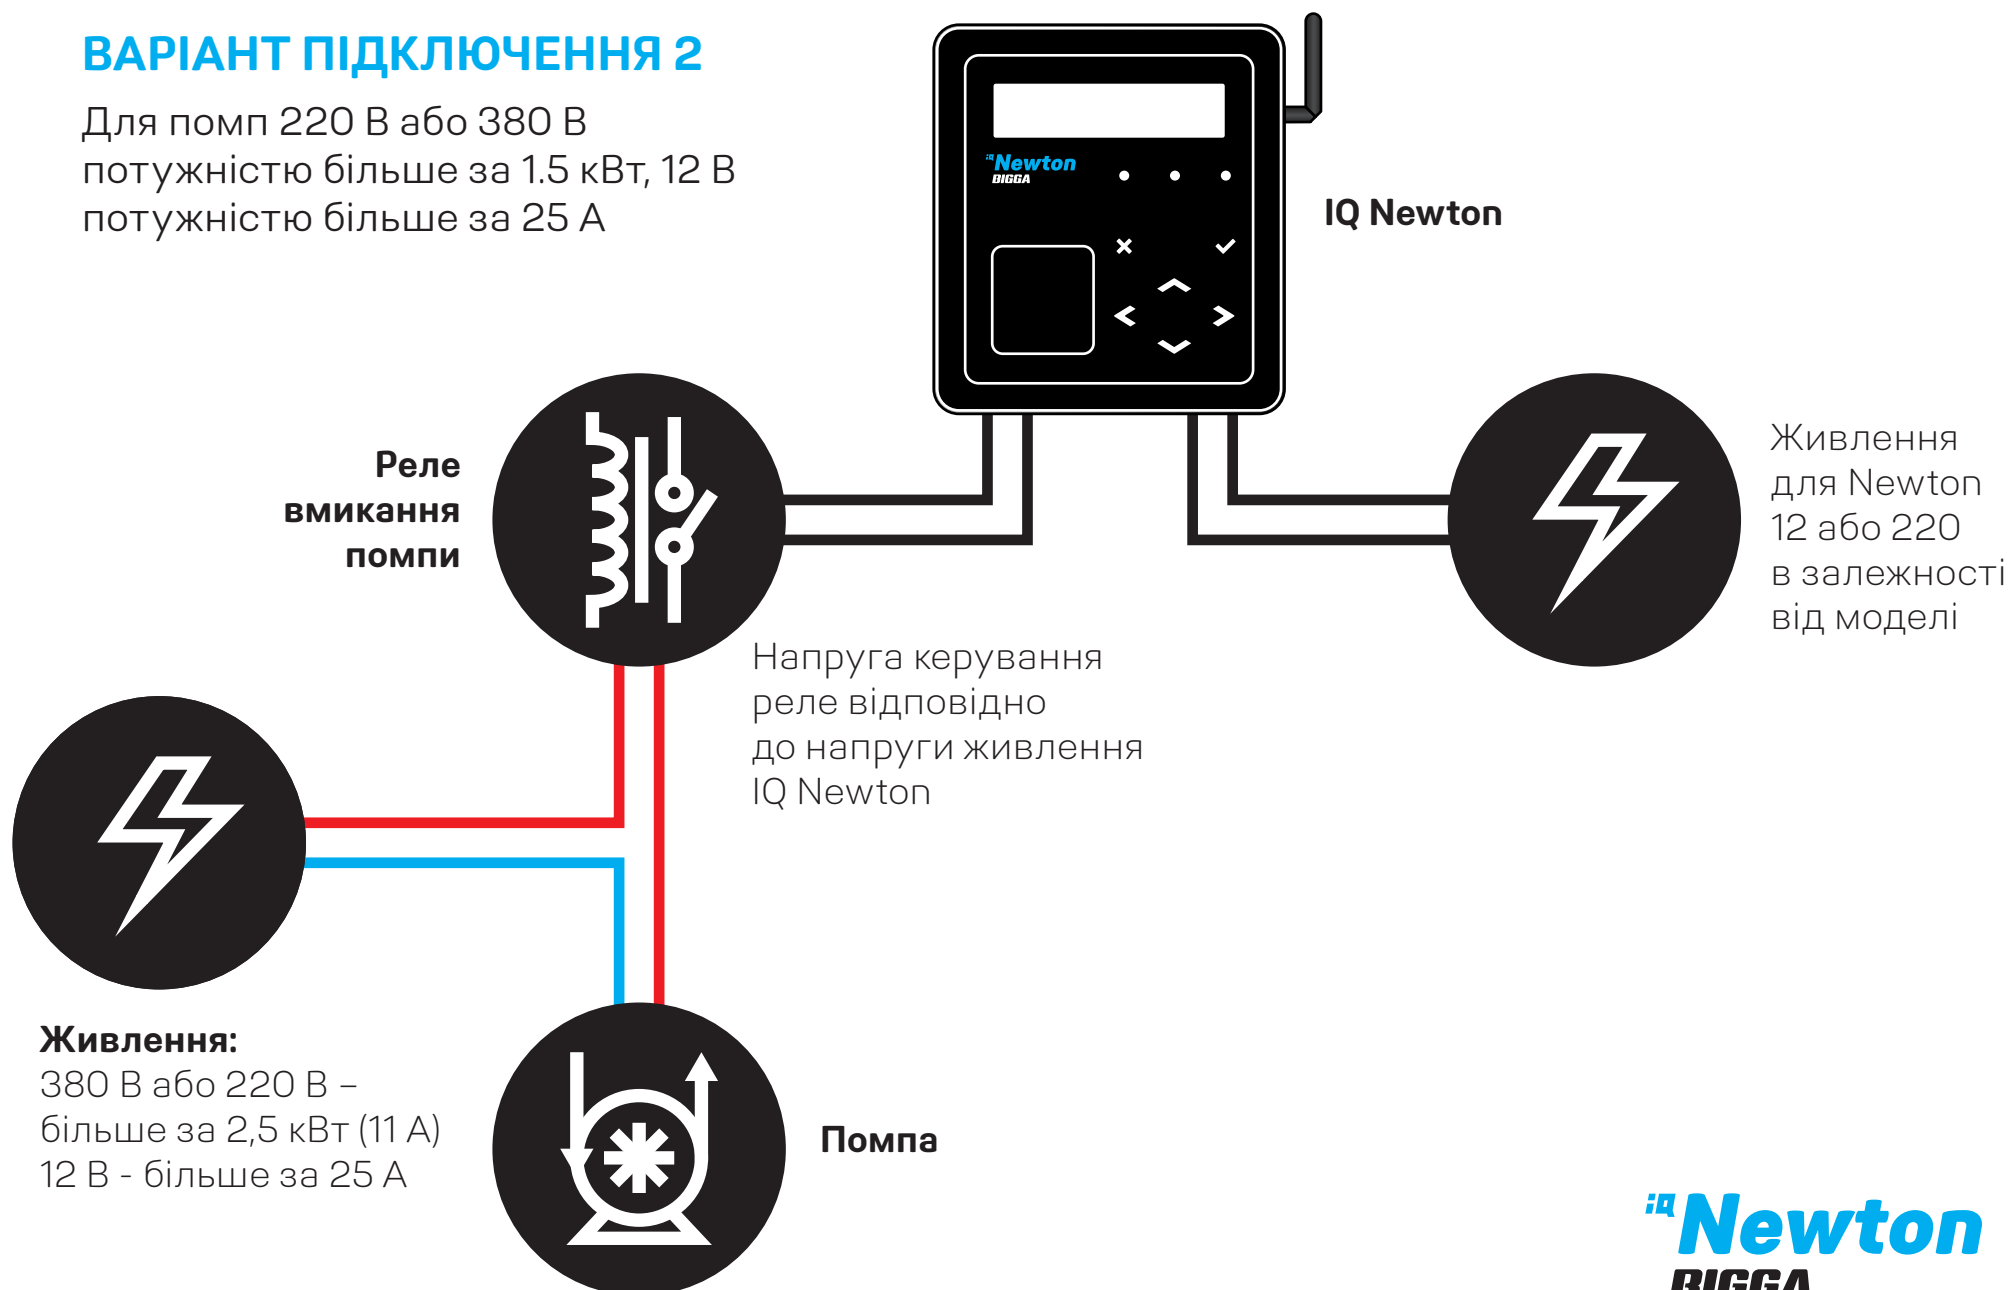 ВАРІАНТ ПІДКЛЮЧЕННЯ 2
Для помп 220 В або 380 В
потужністю більше за 1.5 кВт, 12 В
потужністю більше за 25 А
iQ Newton
BIGGA
IQ Newton
Реле
вмикання
помпи
Живлення
для Newton
12 або 220
в залежності
від моделі
Напруга керування
реле відповідно
до напруги живлення
IQ Newton
Живлення:
380 В або 220 В –
більше за 2,5 кВт (11 А)
12 В - більше за 25 А
Помпа
iQ Newton
BIGGA